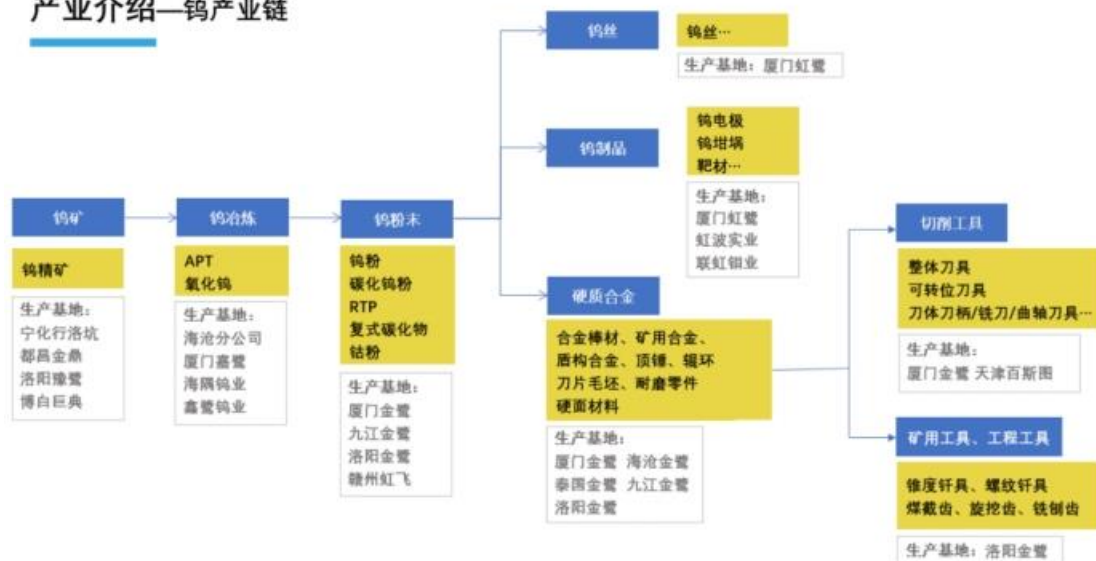 产业介绍—钨产业链
钨丝
钨丝…
生产基地：厦门虹鹭
钨制品
钨电极
钨坩埚
靶材…
生产基地：
厦门虹鹭
虹波实业
联虹钼业
钨矿
钨精矿
生产基地：
宁化行洛坑
都昌金鼎
洛阳豫鹭
博白巨典
钨冶炼
APT
氧化钨
生产基地：
海沧分公司
厦门嘉鹭
海隅钨业
鑫鹭钨业
钨粉末
钨粉
碳化钨粉
RTP
复式碳化物
钴粉
生产基地：
厦门金鹭
九江金鹭
洛阳金鹭
赣州虹飞
硬质合金
合金棒材、矿用合金、
盾构合金、顶锤、辊环
刀片毛坯、耐磨零件
硬面材料
生产基地：
厦门金鹭 海沧金鹭
泰国金鹭 九江金鹭
洛阳金鹭
切削工具
整体刀具
可转位刀具
刀体刀柄/铣刀/曲轴刀具…
生产基地：
厦门金鹭 天津百斯图
矿用工具、工程工具
锥度钎具、螺纹钎具
煤截齿、旋挖齿、铣刨齿
生产基地：洛阳金鹭